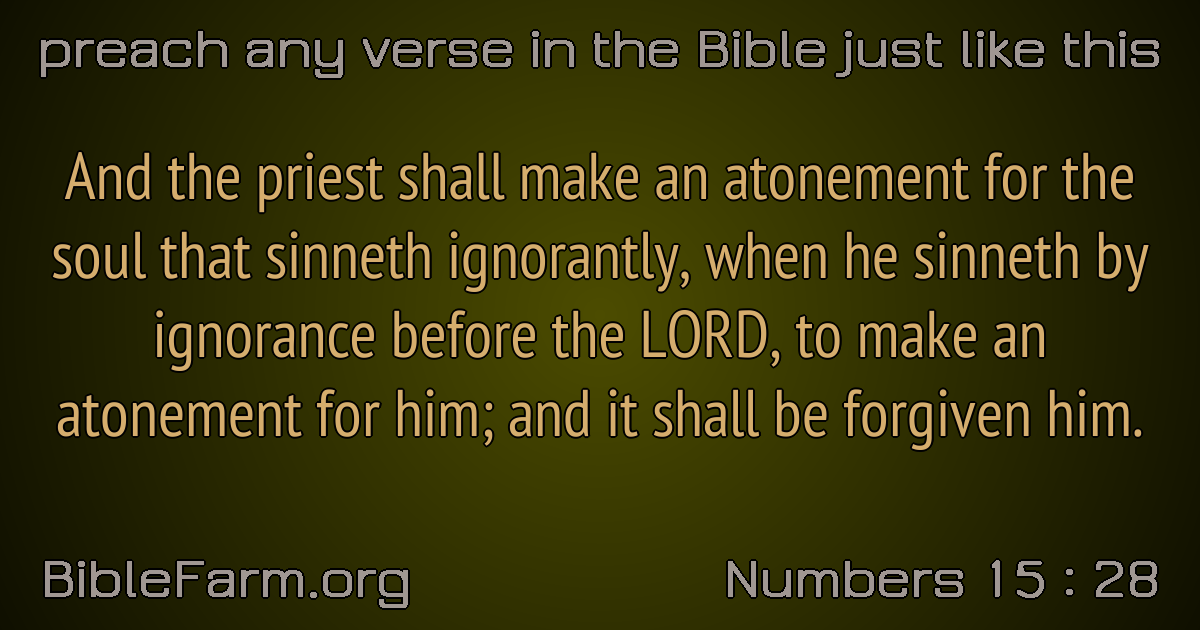 preach any verse in the Bible just like this
And the priest shall make an atonement for the
soul that sinneth ignorantly, when he sinneth by
ignorance before the LORD, to make an
atonement for him; and it shall be forgiven him.
BibleFarm.org
Numbers 15 : 28